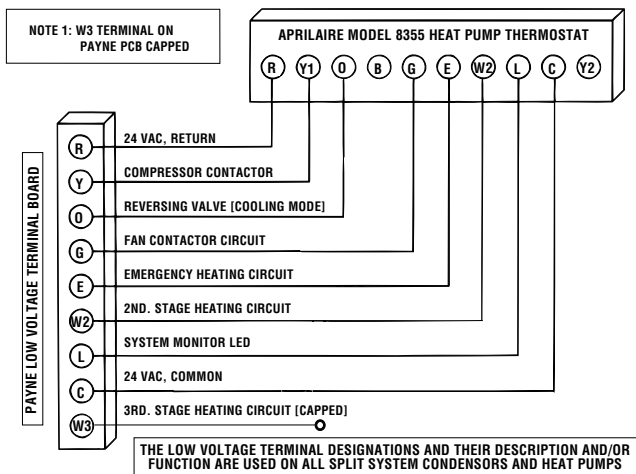 NOTE 1: W3 TERMINAL ON
PAYNE PCB CAPPED
APRILAIRE MODEL 8355 HEAT PUMP THERMOSTAT
R Y1 O B G E W2 L C Y2
PAYNE LOW VOLTAGE TERMINAL BOARD
R 24 VAC, RETURN
Y COMPRESSOR CONTACTOR
O REVERSING VALVE [COOLING MODE]
G FAN CONTACTOR CIRCUIT
E EMERGENCY HEATING CIRCUIT
W2 2ND. STAGE HEATING CIRCUIT
L SYSTEM MONITOR LED
C 24 VAC, COMMON
W3 3RD. STAGE HEATING CIRCUIT [CAPPED]
THE LOW VOLTAGE TERMINAL DESIGNATIONS AND THEIR DESCRIPTION AND/OR
FUNCTION ARE USED ON ALL SPLIT SYSTEM CONDENSORS AND HEAT PUMPS